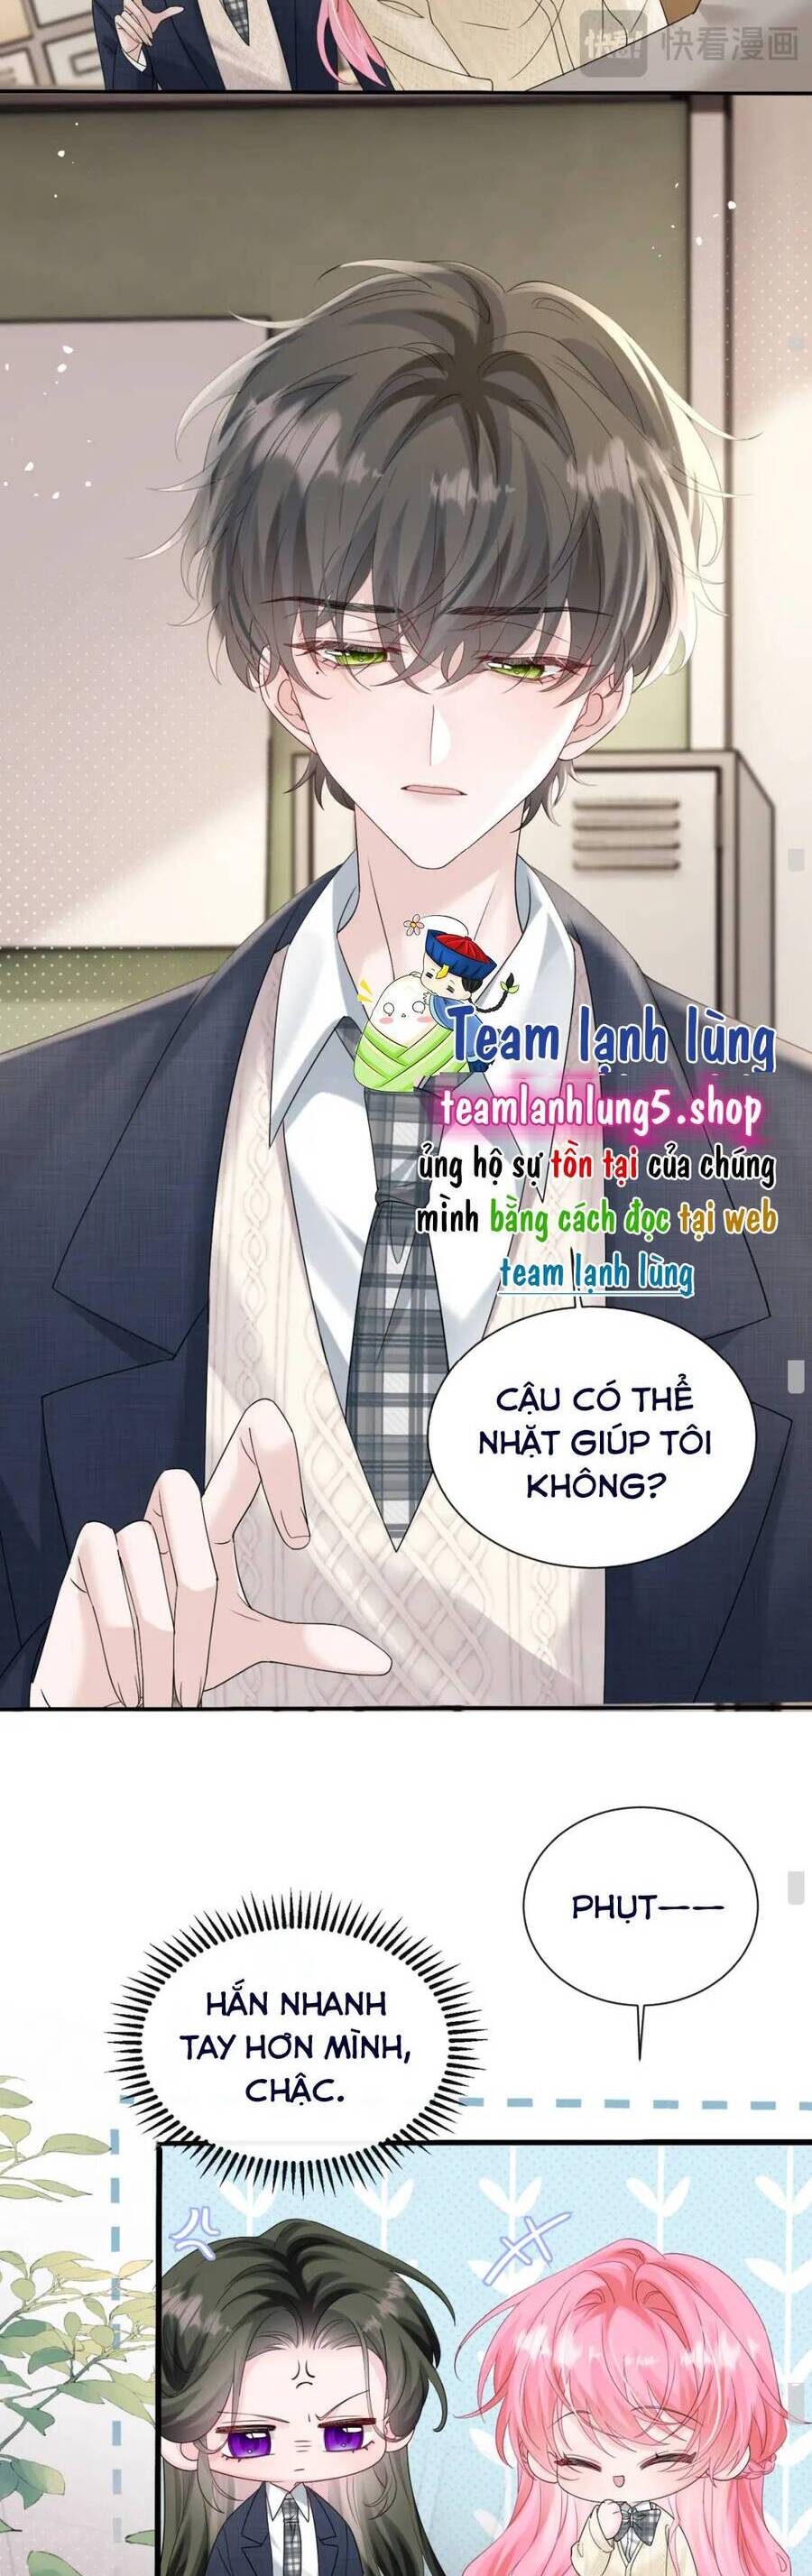 快看漫画
Team lạnh lùng
teamlanhlung5.shop
ủng hộ sự tồn tại của chúng
mình bằng cách đọc tại web
team lạnh lùng
CẬU CÓ THỂ
NHẶT GIÚP TÔI
KHÔNG?
PHỤT——
HẮN NHANH
TAY HƠN MÌNH,
CHẬC.